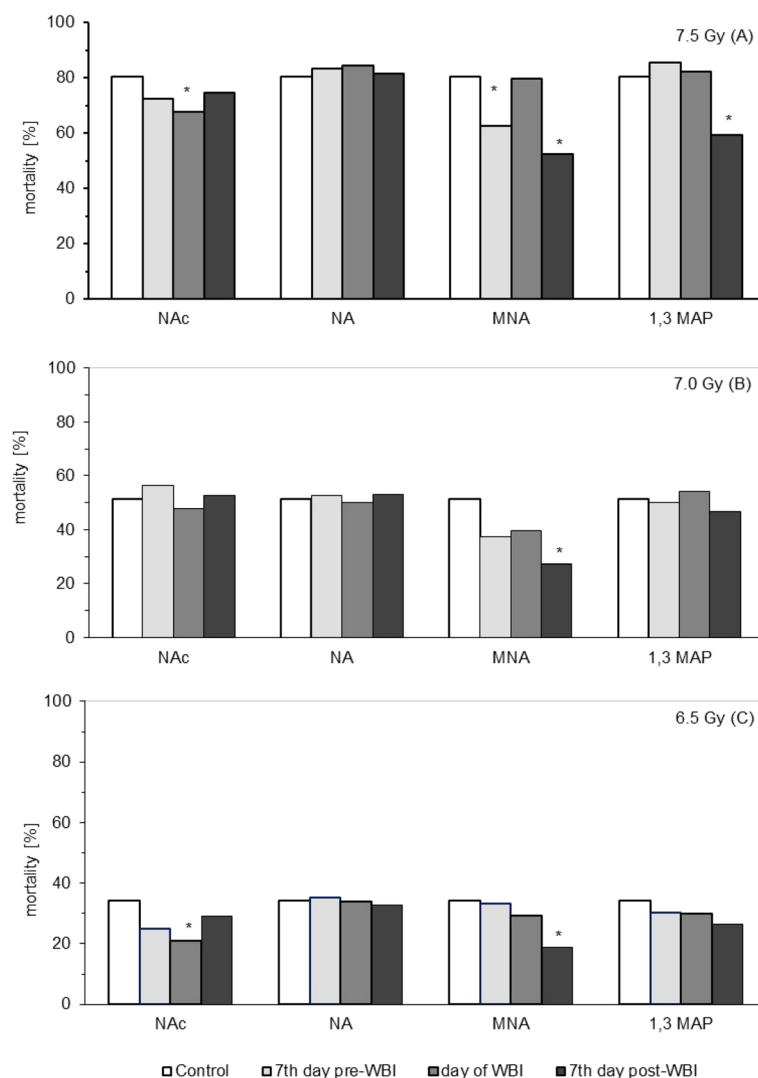 100
7.5 Gy (A)
80
*
*
*
*
60
mortality [%]
40
20
0
NAc NA MNA 1,3 MAP
100
7.0 Gy (B)
80
60
mortality [%]
40
*
20
0
NAc NA MNA 1,3 MAP
100
6.5 Gy (C)
80
60
mortality [%]
40
*
*
20
0
NAc NA MNA 1,3 MAP
Control 7th day pre-WBI day of WBI 7th day post-WBI